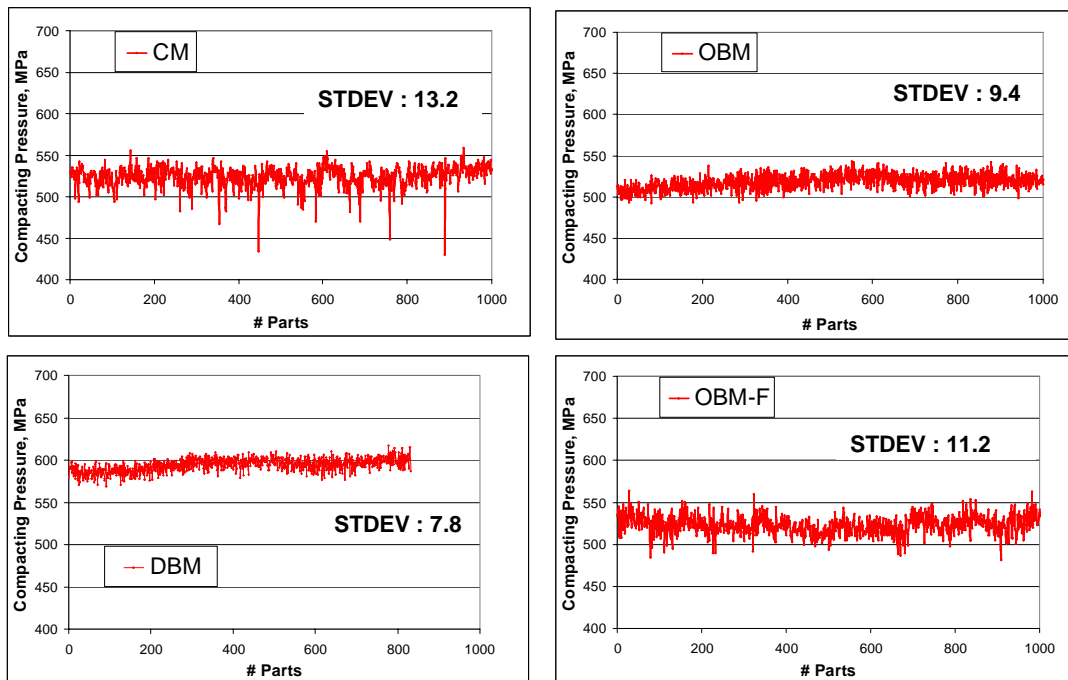 CM
STDEV : 13.2
Compacting Pressure, MPa
700
650
600
550
500
450
400
0 200 400 600 800 1000
# Parts
OBM
STDEV : 9.4
Compacting Pressure, MPa
700
650
600
550
500
450
400
0 200 400 600 800 1000
# Parts
DBM
STDEV : 7.8
Compacting Pressure, MPa
700
650
600
550
500
450
400
0 200 400 600 800 1000
# Parts
OBM-F
STDEV : 11.2
Compacting Pressure, MPa
700
650
600
550
500
450
400
0 200 400 600 800 1000
# Parts